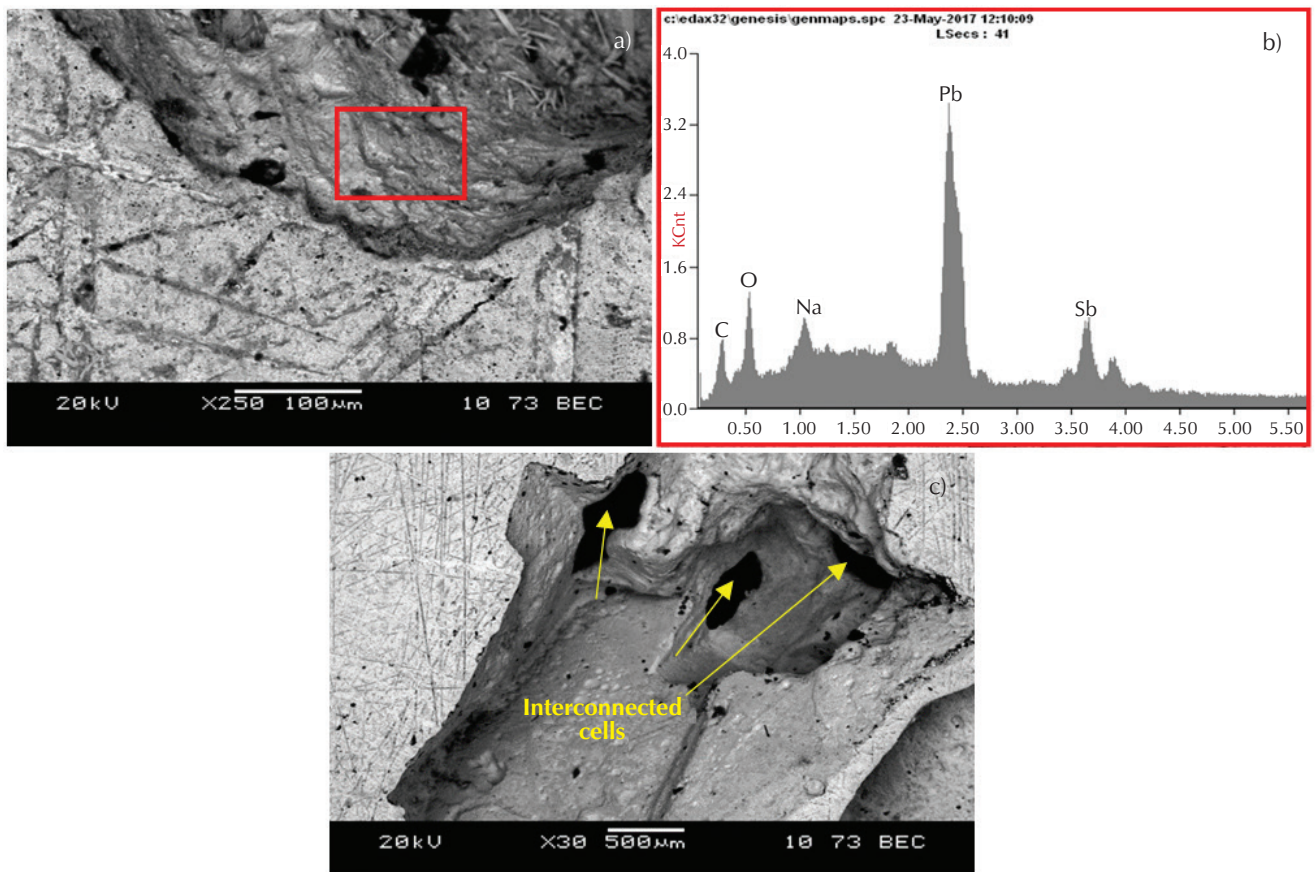 a)
20kV X250 100µm 10 73 BEC
c:\edax32\genesis\genmaps.spc 23-May-2017 12:10:09
LSecs : 41
b)
4.0
3.2
2.4
1.6
0.8
0.0
KCnt
C
O
Na
Pb
Sb
0.50 1.00 1.50 2.00 2.50 3.00 3.50 4.00 4.50 5.00 5.50
c)
Interconnected
cells
20kV X30 500µm 10 73 BEC